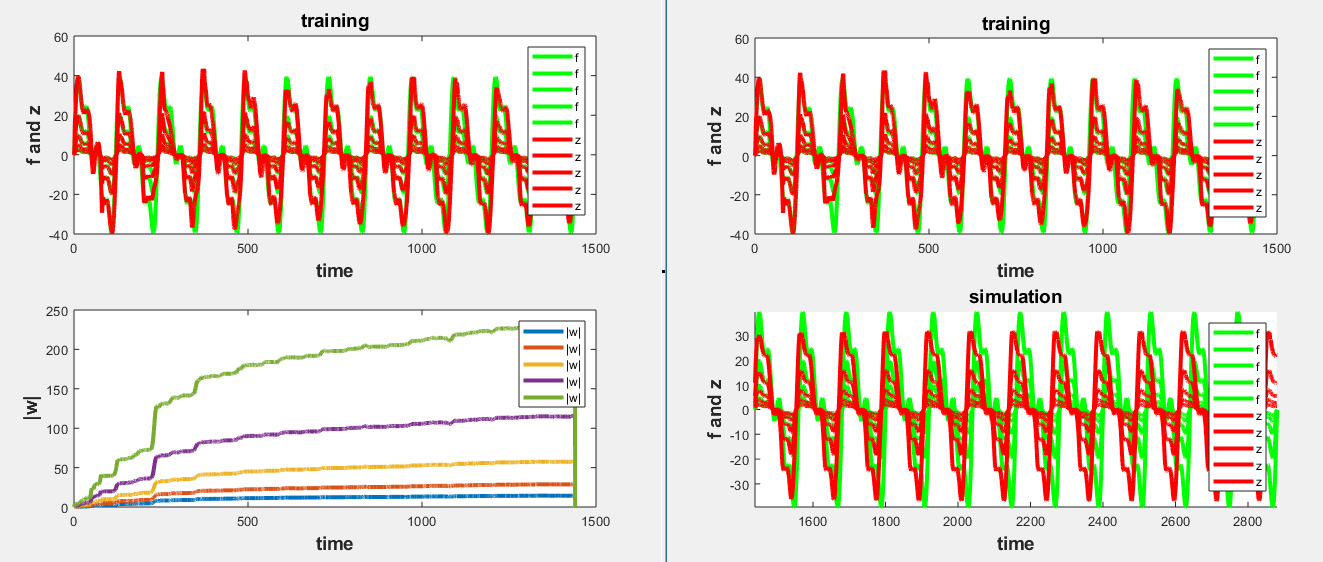 training
60
40
20
0
-20
-40
f and z
0
500
1000
1500
time
f
f
f
f
f
z
z
z
z
z
250
200
150
100
50
0
|w|
0
500
1000
1500
time
|w|
|w|
|w|
|w|
|w|
training
60
40
20
0
-20
-40
f and z
0
500
1000
1500
time
f
f
f
f
f
z
z
z
z
z
simulation
30
20
10
0
-10
-20
-30
f and z
1600
1800
2000
2200
2400
2600
2800
time
f
f
f
f
f
z
z
z
z
z